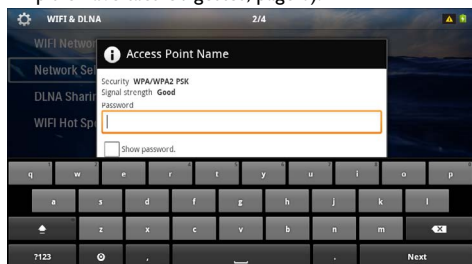 WIFI & DLNA 2/4
WIFI Networ
Network Se
DLNA Sharin
WIFI Hot Sp
Access Point Name
Security WPA/WPA2 PSK
Signal strength Good
Password
Show password.
q w e r t y u i o p
a s d f g h j k l
z x c v b n m
?123 , . Next